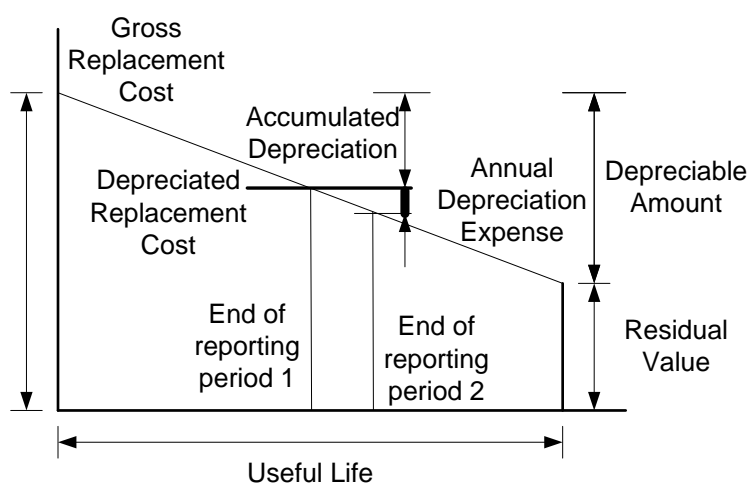 Gross
Replacement
Cost
Accumulated
Depreciation
Annual
Depreciation
Expense
Depreciable
Amount
Depreciated
Replacement
Cost
End of
reporting
period 1
End of
reporting
period 2
Residual
Value
Useful Life